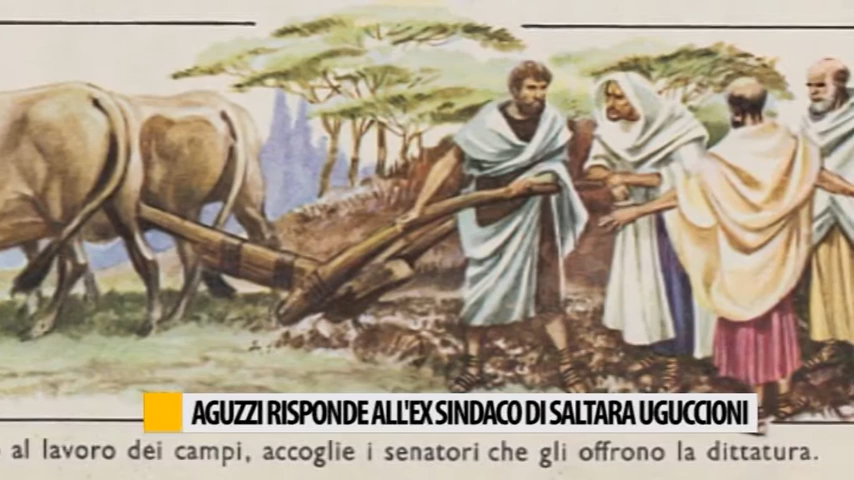 AGUZZI RISPONDE ALL'EX SINDACO DI SALTARA UGUCCIONI
al lavoro dei campi, accoglie i senatori che gli offrono la dittatura.